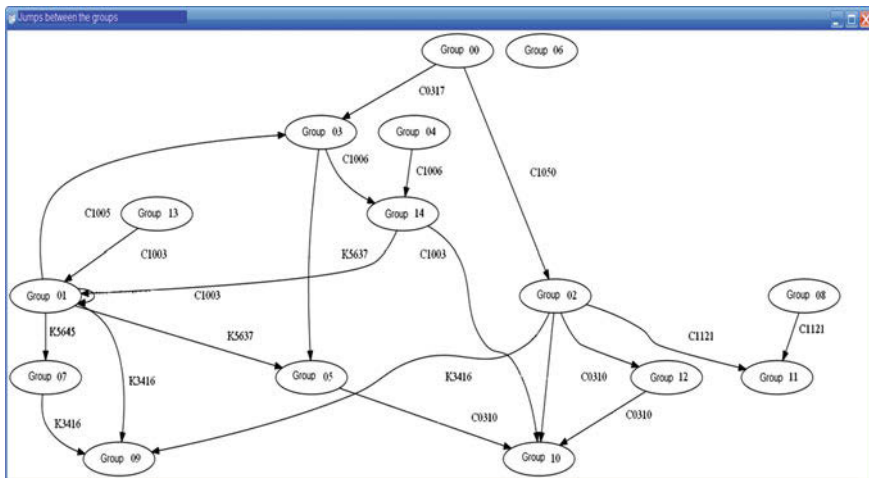 Jumps between the groups
Group 00
Group 06
C0317
Group 03
Group 04
C1006
C1006
C1050
C1005
Group 13
Group 14
C1003
K5637
C1003
Group 01
C1003
Group 02
Group 08
K5645
K5637
C1121
C1121
Group 07
K3416
Group 05
K3416
C0310
Group 12
Group 11
K3416
C0310
C0310
Group 09
Group 10